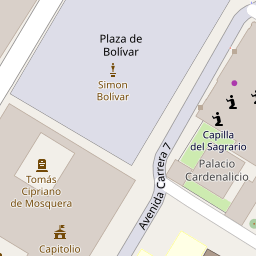 Plaza de
Bolívar
Simon
Bolívar
Avenida Carrera 7
Capilla
del Sagrario
Palacio
Cardenalicio
Tomás
Cipriano
de Mosquera
Capitolio